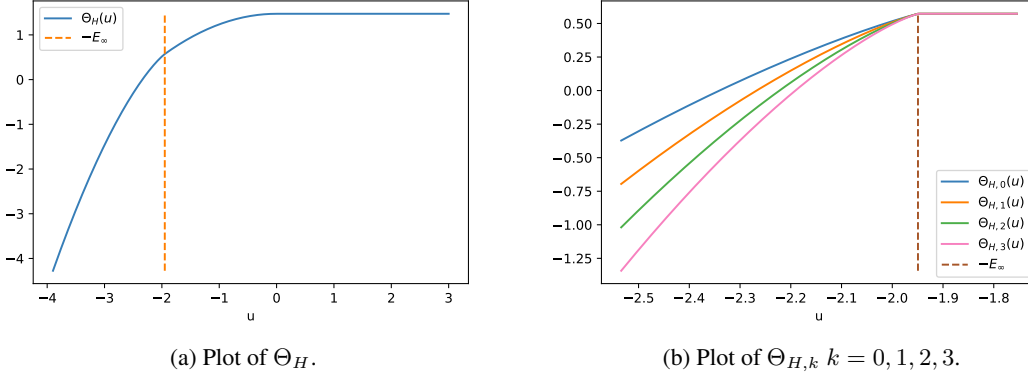 1
0
−1
−2
−3
−4
−4
−3
−2
−1
0
1
2
3
u
Θ_H(u)
−E_∞
(a) Plot of Θ_H.
0.50
0.25
0.00
−0.25
−0.50
−0.75
−1.00
−1.25
−2.5
−2.4
−2.3
−2.2
−2.1
−2.0
−1.9
−1.8
u
Θ_{H,0}(u)
Θ_{H,1}(u)
Θ_{H,2}(u)
Θ_{H,3}(u)
−E_∞
(b) Plot of Θ_{H,k} k = 0, 1, 2, 3.